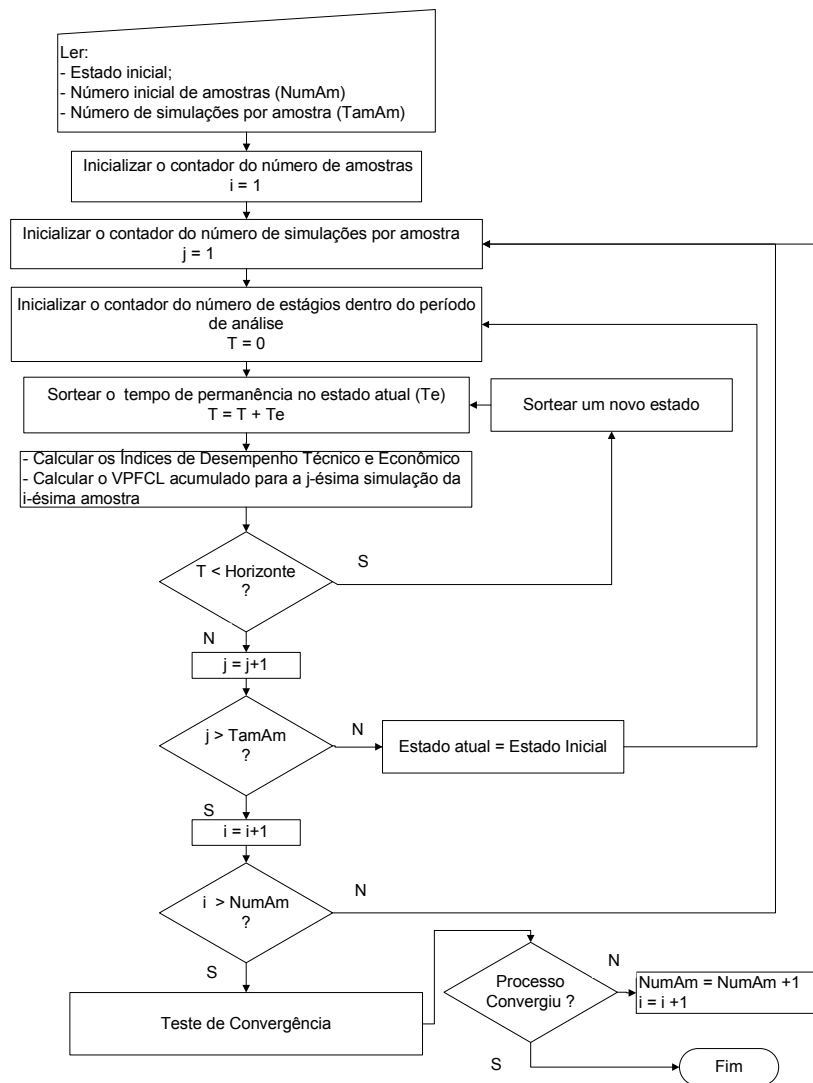 Ler:
- Estado inicial;
- Número inicial de amostras (NumAm)
- Número de simulações por amostra (TamAm)
Inicializar o contador do número de amostras
i = 1
Inicializar o contador do número de simulações por amostra
j = 1
Inicializar o contador do número de estágios dentro do período
de análise
T = 0
Sortear o tempo de permanência no estado atual (Te)
T = T + Te
Sortear um novo estado
- Calcular os Índices de Desempenho Técnico e Econômico
- Calcular o VPFCL acumulado para a j-ésima simulação da
i-ésima amostra
T < Horizonte
?
S
N
j = j+1
j > TamAm
?
N
Estado atual = Estado Inicial
S
i = i+1
i > NumAm
?
N
S
Teste de Convergência
Processo
Convergiu ?
N
NumAm = NumAm +1
i = i +1
S
Fim